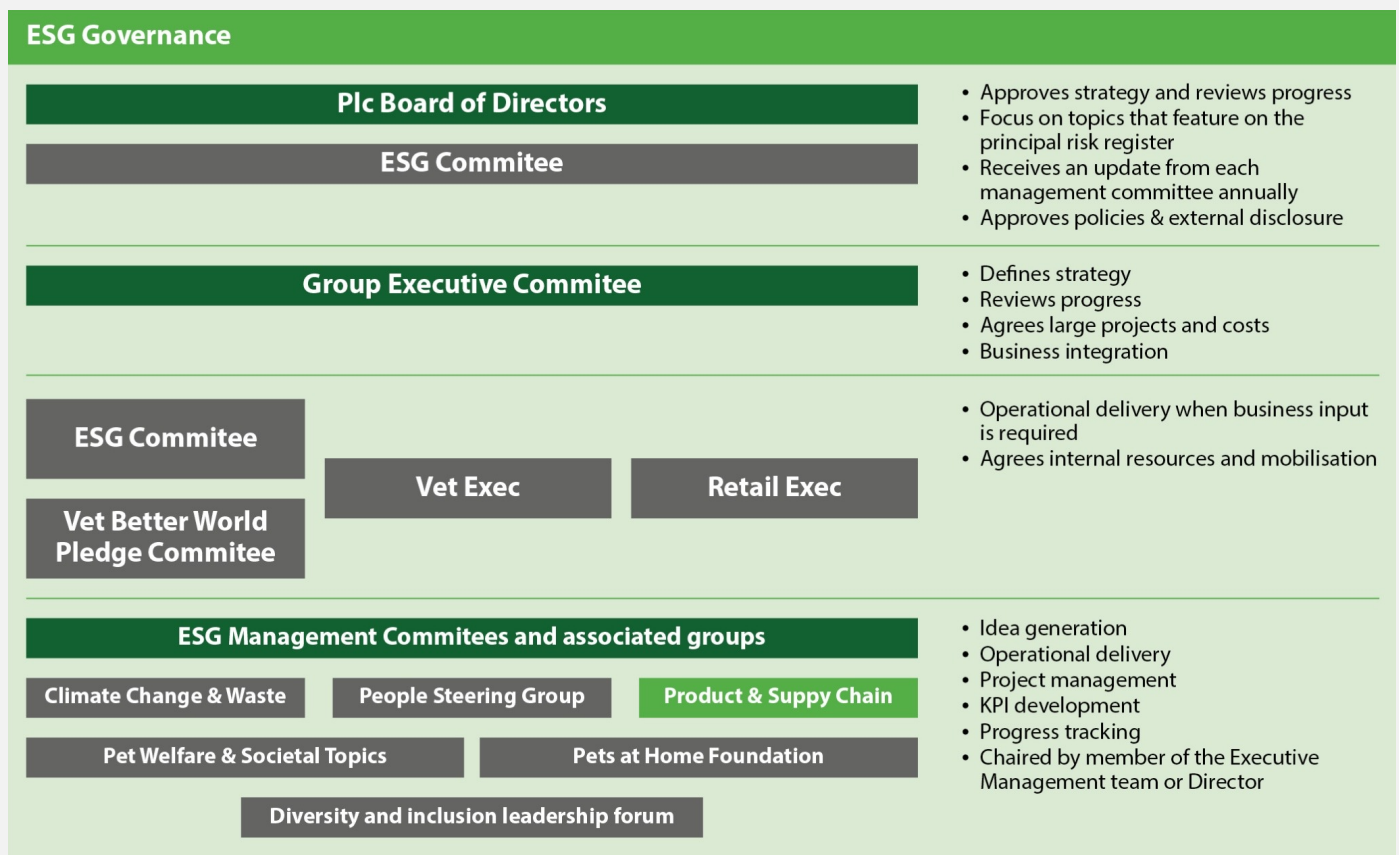 ESG Governance
Plc Board of Directors
ESG Commitee
• Approves strategy and reviews progress
• Focus on topics that feature on the
principal risk register
• Receives an update from each
management committee annually
• Approves policies & external disclosure
Group Executive Commitee
• Defines strategy
• Reviews progress
• Agrees large projects and costs
• Business integration
ESG Commitee
Vet Better World
Pledge Commitee
Vet Exec
Retail Exec
• Operational delivery when business input
is required
• Agrees internal resources and mobilisation
ESG Management Commitees and associated groups
Climate Change & Waste
People Steering Group
Product & Suppy Chain
Pet Welfare & Societal Topics
Pets at Home Foundation
Diversity and inclusion leadership forum
• Idea generation
• Operational delivery
• Project management
• KPI development
• Progress tracking
• Chaired by member of the Executive
Management team or Director